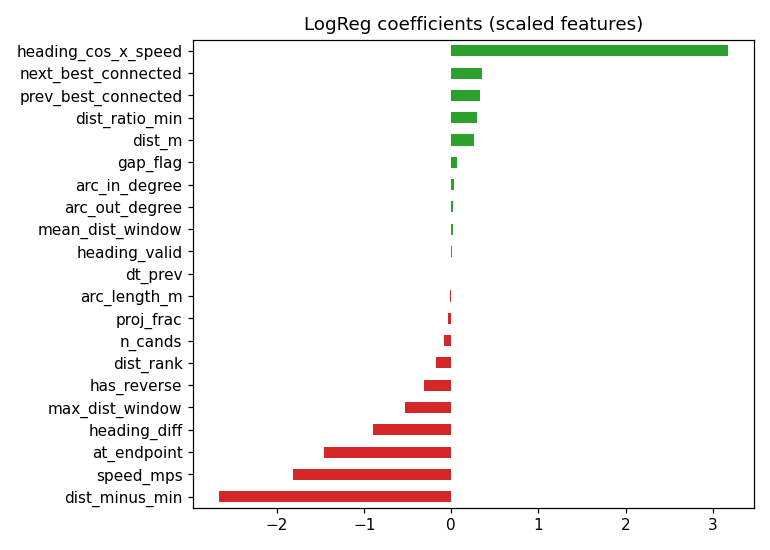 LogReg coefficients (scaled features)
heading_cos_x_speed
next_best_connected
prev_best_connected
dist_ratio_min
dist_m
gap_flag
arc_in_degree
arc_out_degree
mean_dist_window
heading_valid
dt_prev
arc_length_m
proj_frac
n_cands
dist_rank
has_reverse
max_dist_window
heading_diff
at_endpoint
speed_mps
dist_minus_min
−2 −1 0 1 2 3